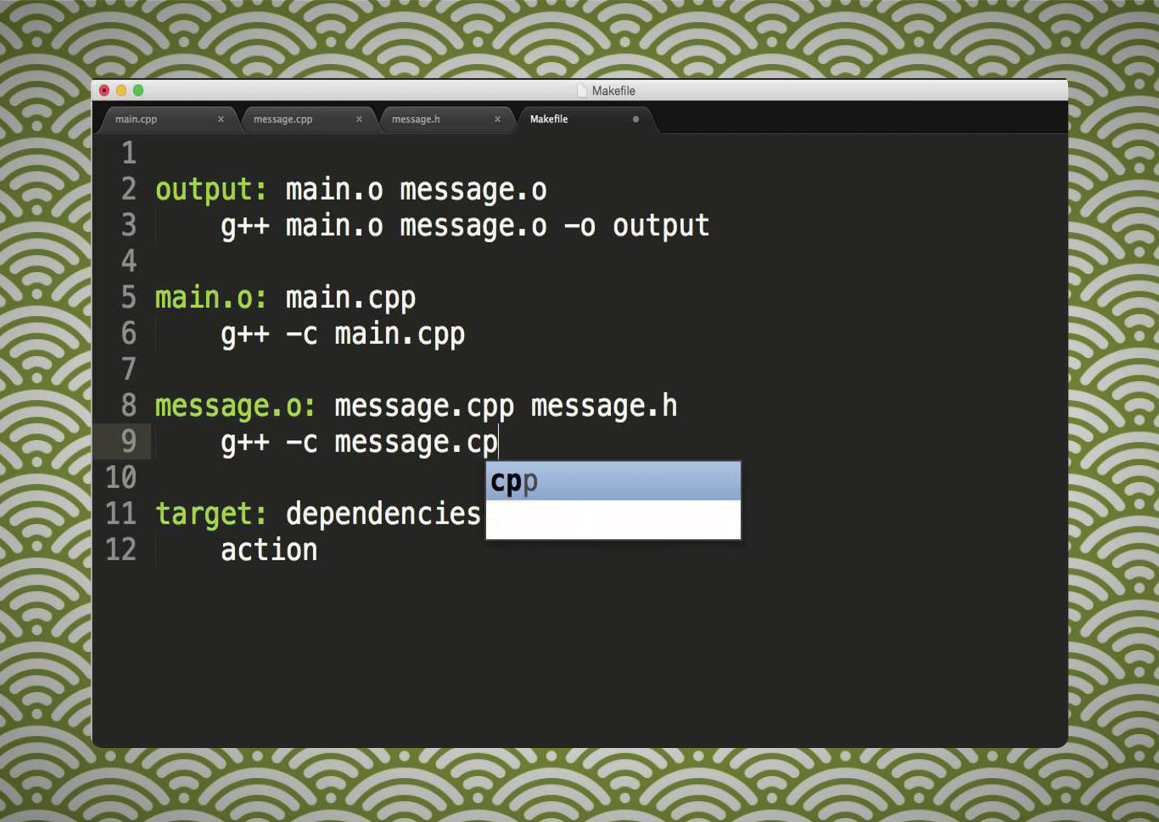 Makefile
main.cpp × message.cpp × message.h × Makefile
1
2 output: main.o message.o
3 g++ main.o message.o -o output
4
5 main.o: main.cpp
6 g++ -c main.cpp
7
8 message.o: message.cpp message.h
9 g++ -c message.cp
cpp
10
11 target: dependencies
12 action